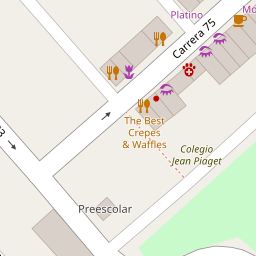 Platino
Carrera 75
The Best
Crepes
& Waffles
Colegio
Jean Piaget
Preescolar